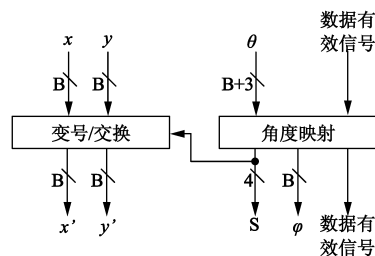 x y θ 数据有
效信号
B B B+3
变号/交换 角度映射
B B 4 B
x' y' S φ 数据有
效信号